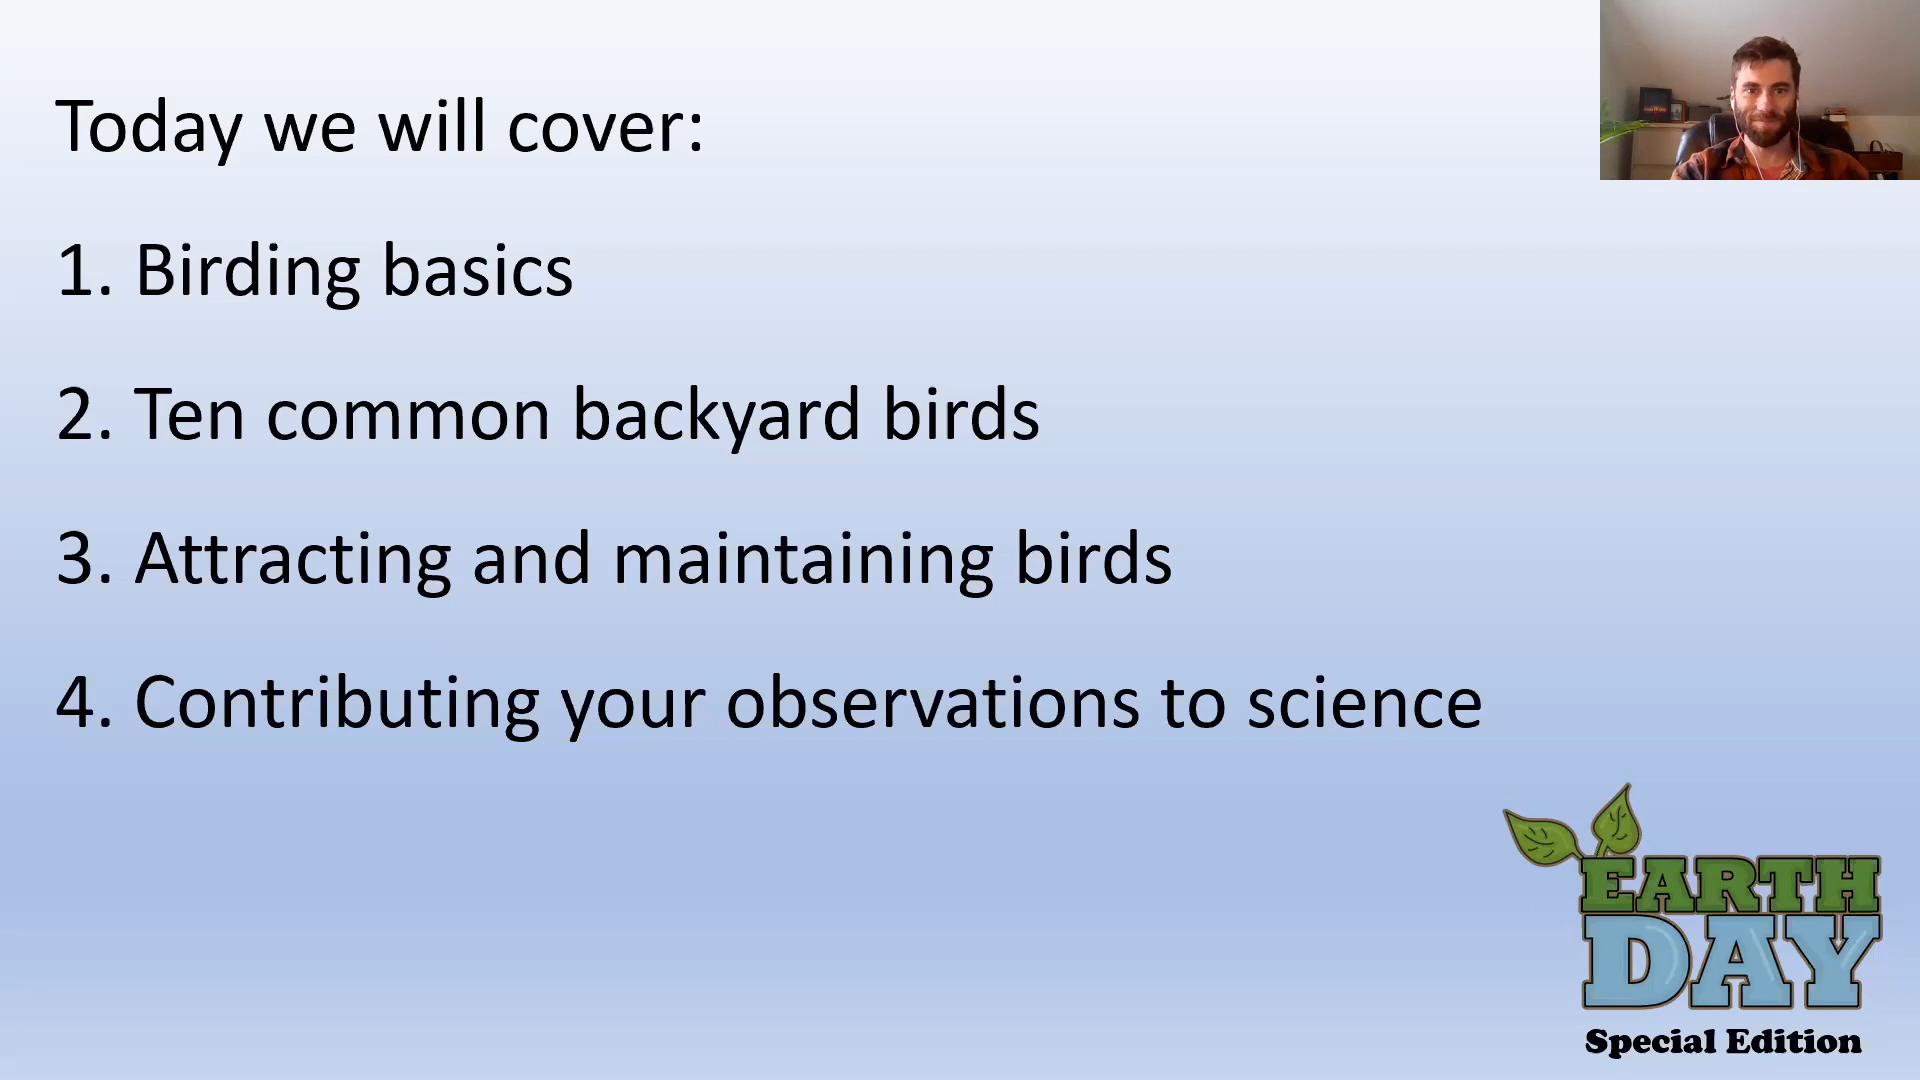 Today we will cover:
1. Birding basics
2. Ten common backyard birds
3. Attracting and maintaining birds
4. Contributing your observations to science
EARTH
DAY
Special Edition